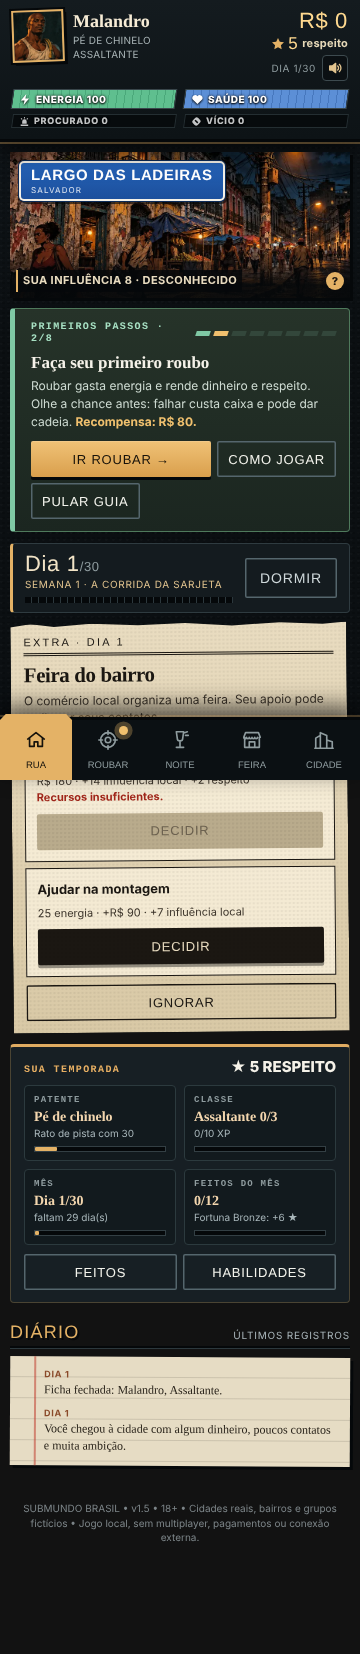 Malandro
PÉ DE CHINELO
ASSALTANTE
R$ 0
★ 5 respeito
DIA 1/30
ENERGIA 100
SAÚDE 100
PROCURADO 0
VÍCIO 0
LARGO DAS LADEIRAS
SALVADOR
SUA INFLUÊNCIA 8 · DESCONHECIDO
?
PRIMEIROS PASSOS ·
2/8
Faça seu primeiro roubo
Roubar gasta energia e rende dinheiro e respeito.
Olhe a chance antes: falhar custa caixa e pode dar
cadeia. Recompensa: R$ 80.
IR ROUBAR →
COMO JOGAR
PULAR GUIA
Dia 1/30
SEMANA 1 · A CORRIDA DA SARJETA
DORMIR
EXTRA · DIA 1
Feira do bairro
O comércio local organiza uma feira. Seu apoio pode
RUA
ROUBAR
NOITE
FEIRA
CIDADE
R$ 180 · +14 influência local · +2 respeito
Recursos insuficientes.
DECIDIR
Ajudar na montagem
25 energia · +R$ 90 · +7 influência local
DECIDIR
IGNORAR
SUA TEMPORADA
★ 5 RESPEITO
PATENTE
Pé de chinelo
Rato de pista com 30
CLASSE
Assaltante 0/3
0/10 XP
MÊS
Dia 1/30
faltam 29 dia(s)
FEITOS DO MÊS
0/12
Fortuna Bronze: +6 ★
FEITOS
HABILIDADES
DIÁRIO
ÚLTIMOS REGISTROS
DIA 1
Ficha fechada: Malandro, Assaltante.
DIA 1
Você chegou à cidade com algum dinheiro, poucos contatos
e muita ambição.
SUBMUNDO BRASIL • v1.5 • 18+ • Cidades reais, bairros e grupos
fictícios • Jogo local, sem multiplayer, pagamentos ou conexão
externa.